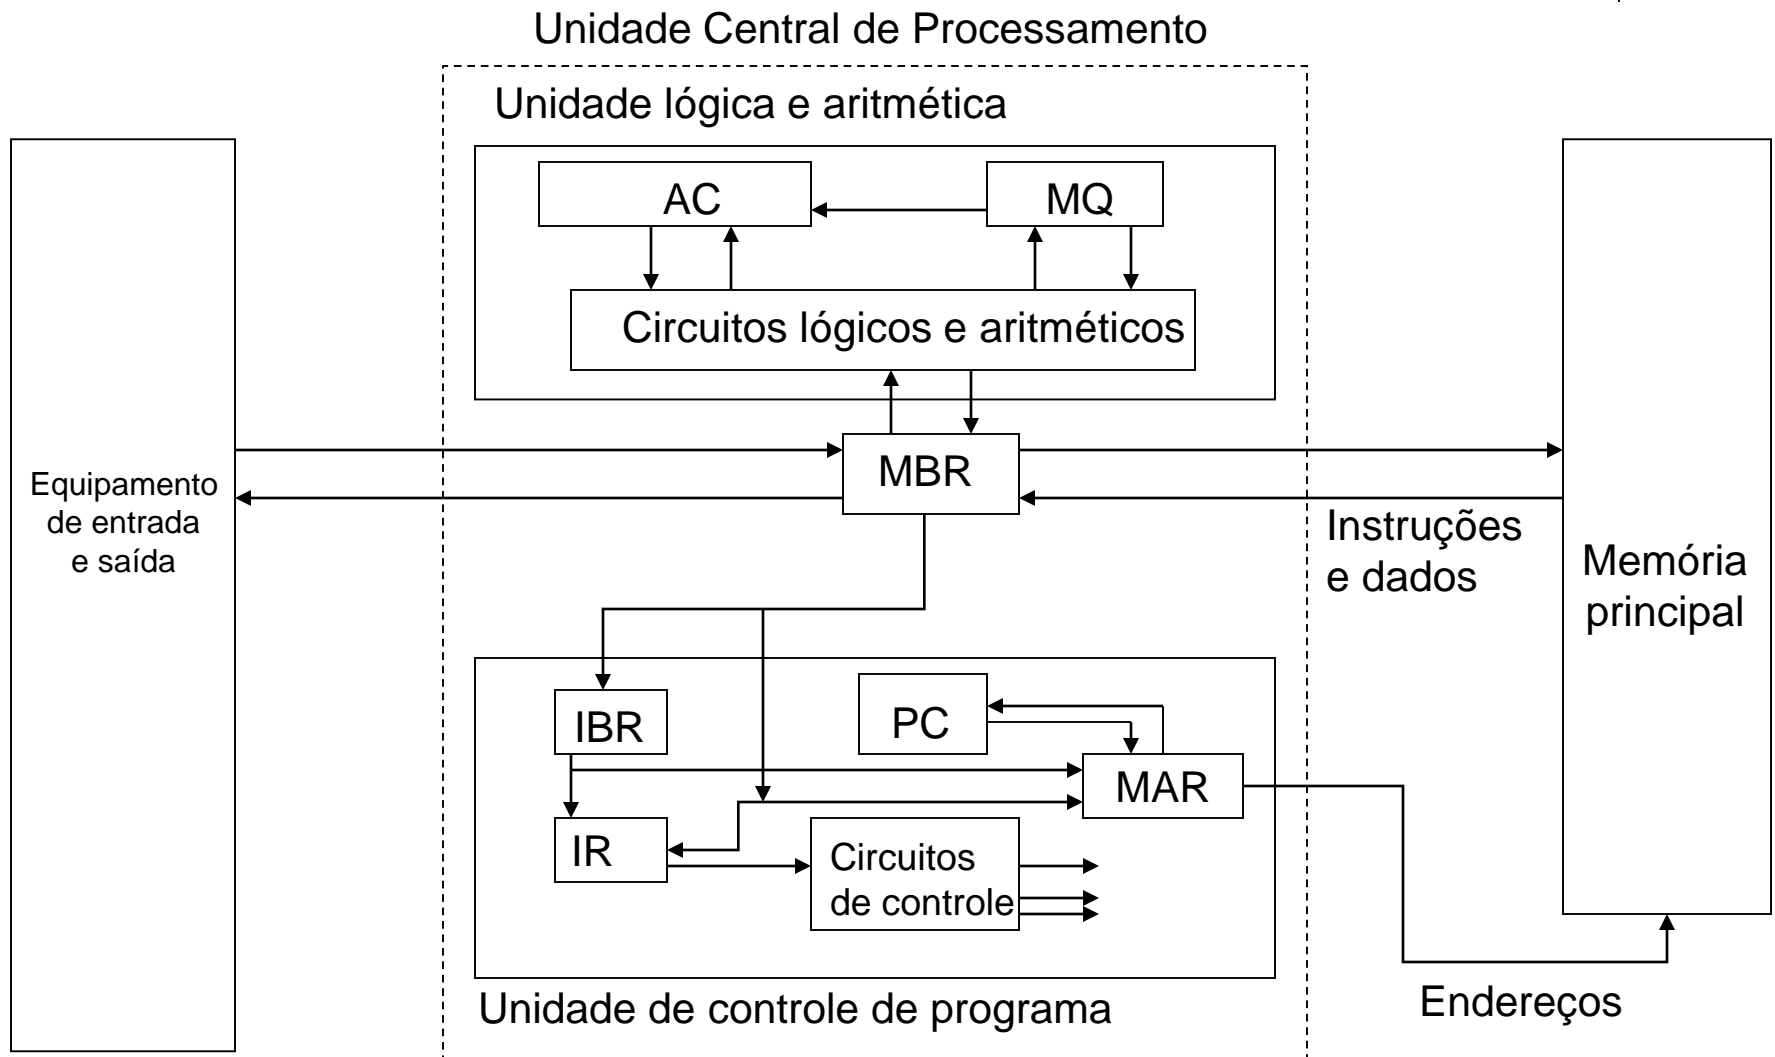 Unidade Central de Processamento
Unidade lógica e aritmética
AC
MQ
Circuitos lógicos e aritméticos
MBR
Equipamento
de entrada
e saída
Instruções
e dados
Memória
principal
IBR
PC
MAR
IR
Circuitos
de controle
Unidade de controle de programa
Endereços